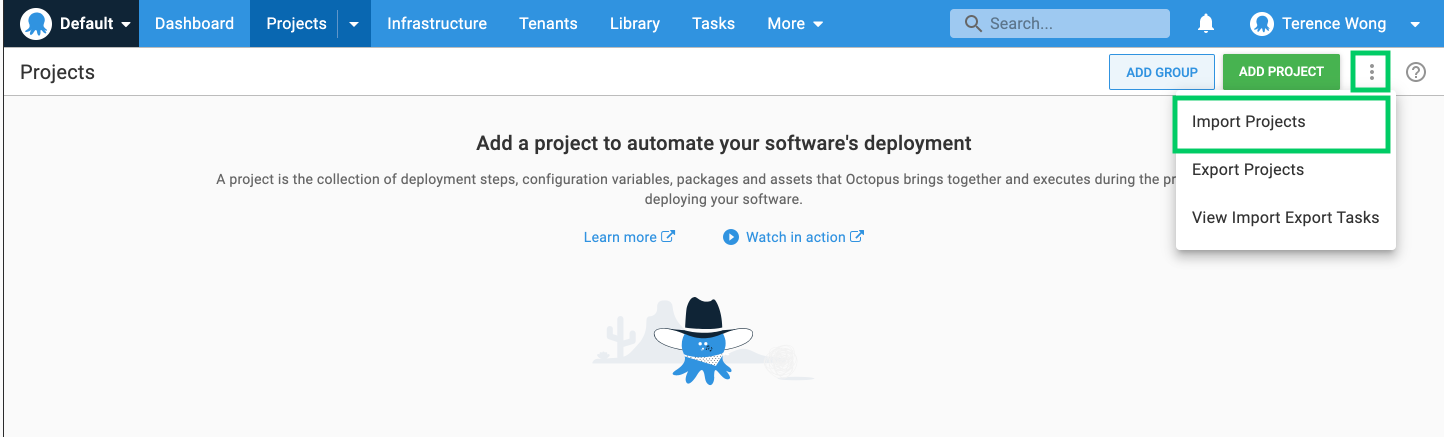 Default Dashboard Projects Infrastructure Tenants Library Tasks More Search... Terence Wong
Projects ADD GROUP ADD PROJECT
Import Projects
Add a project to automate your software's deployment
Export Projects
A project is the collection of deployment steps, configuration variables, packages and assets that Octopus brings together and executes during the pr
deploying your software.
View Import Export Tasks
Learn more Watch in action